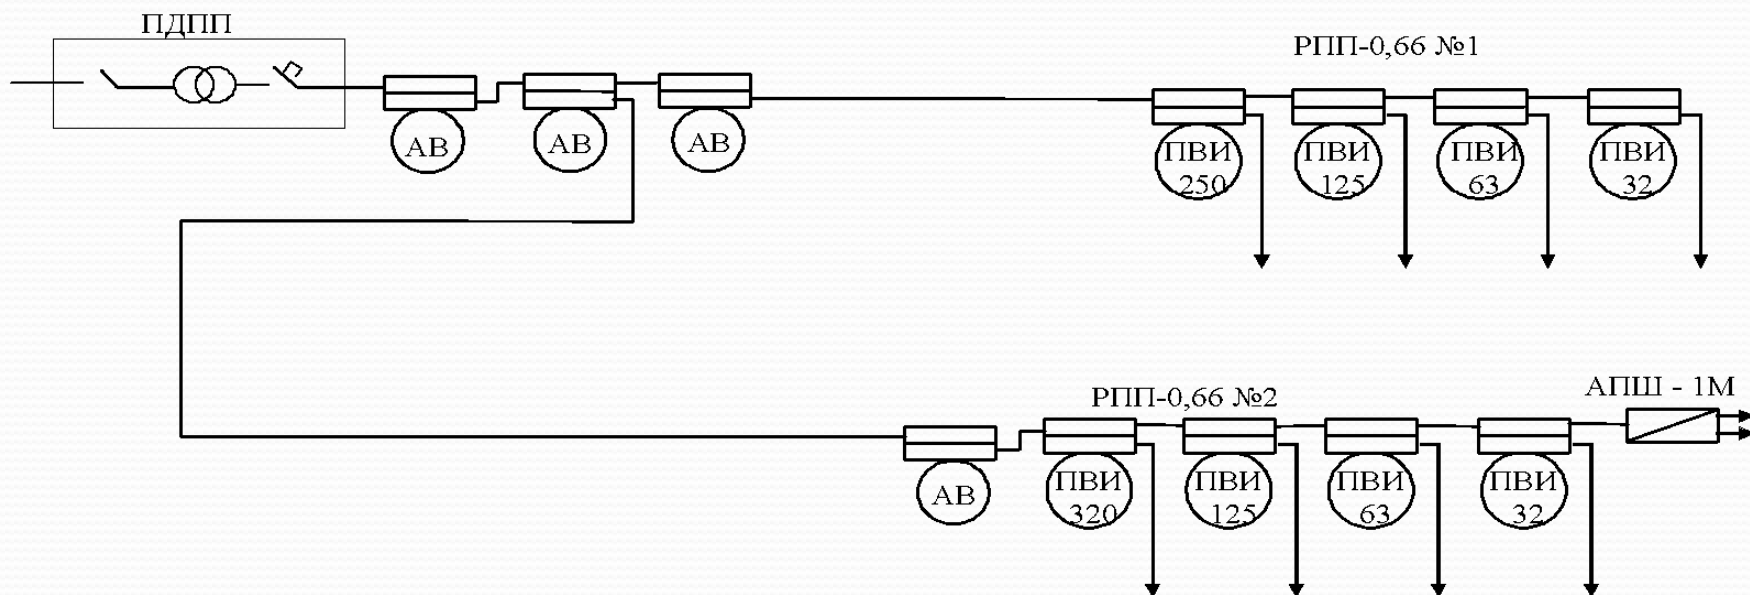 ПДПП
РПП-0,66 №1
АВ
АВ
АВ
ПВИ
250
ПВИ
125
ПВИ
63
ПВИ
32
РПП-0,66 №2
АПШ - 1М
АВ
ПВИ
320
ПВИ
125
ПВИ
63
ПВИ
32